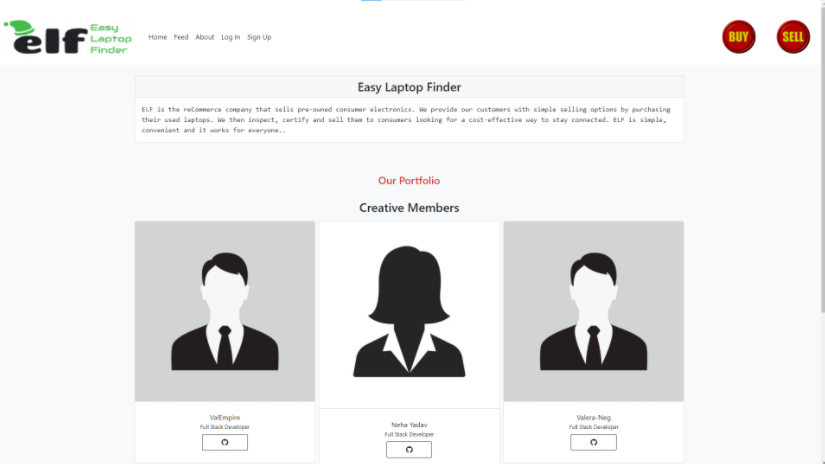 elf Easy
Laptop
Finder
Home Feed About Log In Sign Up
BUY SELL
Easy Laptop Finder
ELF is the reCommerce company that sells pre-owned consumer electronics. We provide our customers with simple selling options by purchasing
their used laptops. We then inspect, certify and sell them to consumers looking for a cost-effective way to stay connected. ELF is simple,
convenient and it works for everyone..
Our Portfolio
Creative Members
ValEmpire
Full Stack Developer
Neha Yadav
Full Stack Developer
Valera-Neg
Full Stack Developer